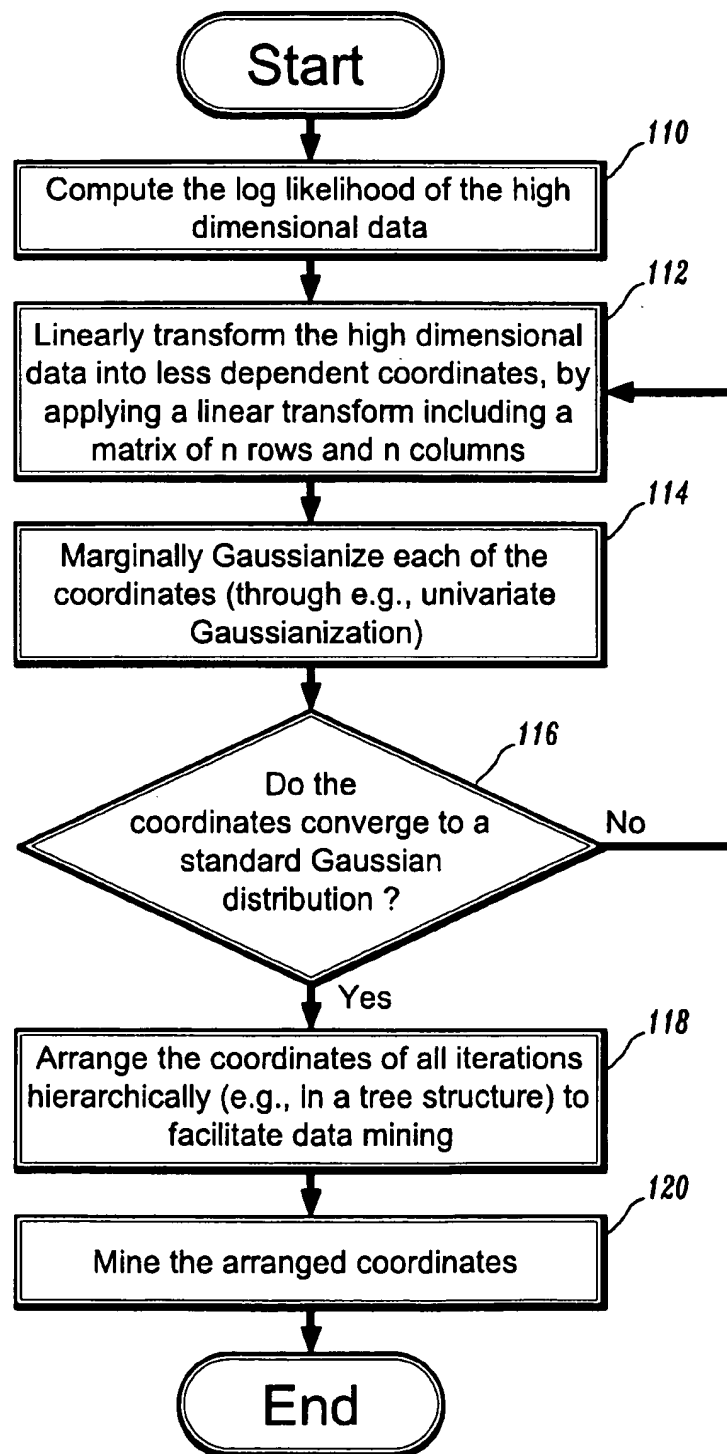 Start
110
Compute the log likelihood of the high
dimensional data
112
Linearly transform the high dimensional
data into less dependent coordinates, by
applying a linear transform including a
matrix of n rows and n columns
114
Marginally Gaussianize each of the
coordinates (through e.g., univariate
Gaussianization)
116
Do the
coordinates converge to a
standard Gaussian
distribution ?
No
Yes
118
Arrange the coordinates of all iterations
hierarchically (e.g., in a tree structure) to
facilitate data mining
120
Mine the arranged coordinates
End